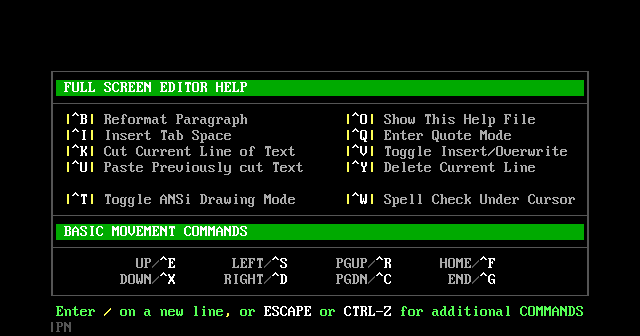 FULL SCREEN EDITOR HELP
|^B| Reformat Paragraph |^O| Show This Help File
|^I| Insert Tab Space |^Q| Enter Quote Mode
|^K| Cut Current Line of Text |^V| Toggle Insert/Overwrite
|^U| Paste Previously cut Text |^Y| Delete Current Line
|^T| Toggle ANSi Drawing Mode |^W| Spell Check Under Cursor
BASIC MOVEMENT COMMANDS
UP/^E LEFT/^S PGUP/^R HOME/^F
DOWN/^X RIGHT/^D PGDN/^C END/^G
Enter / on a new line, or ESCAPE or CTRL-Z for additional COMMANDS
|PN